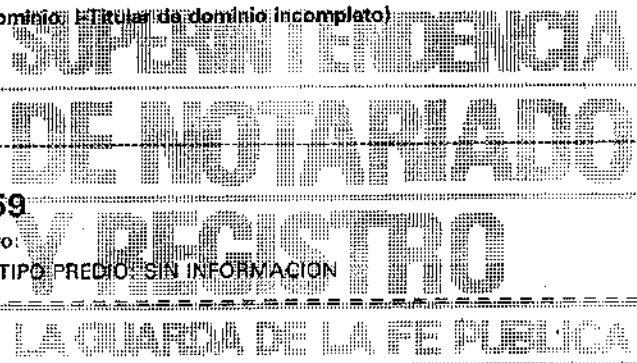 ominio, I-Titular de dominio incompleto)
SUPERINTENDENCIA
DE NOTARIADO
59
Y REGISTRO
ro:
TIPO PREDIO: SIN INFORMACION
LA GUARDA DE LA FE PUBLICA